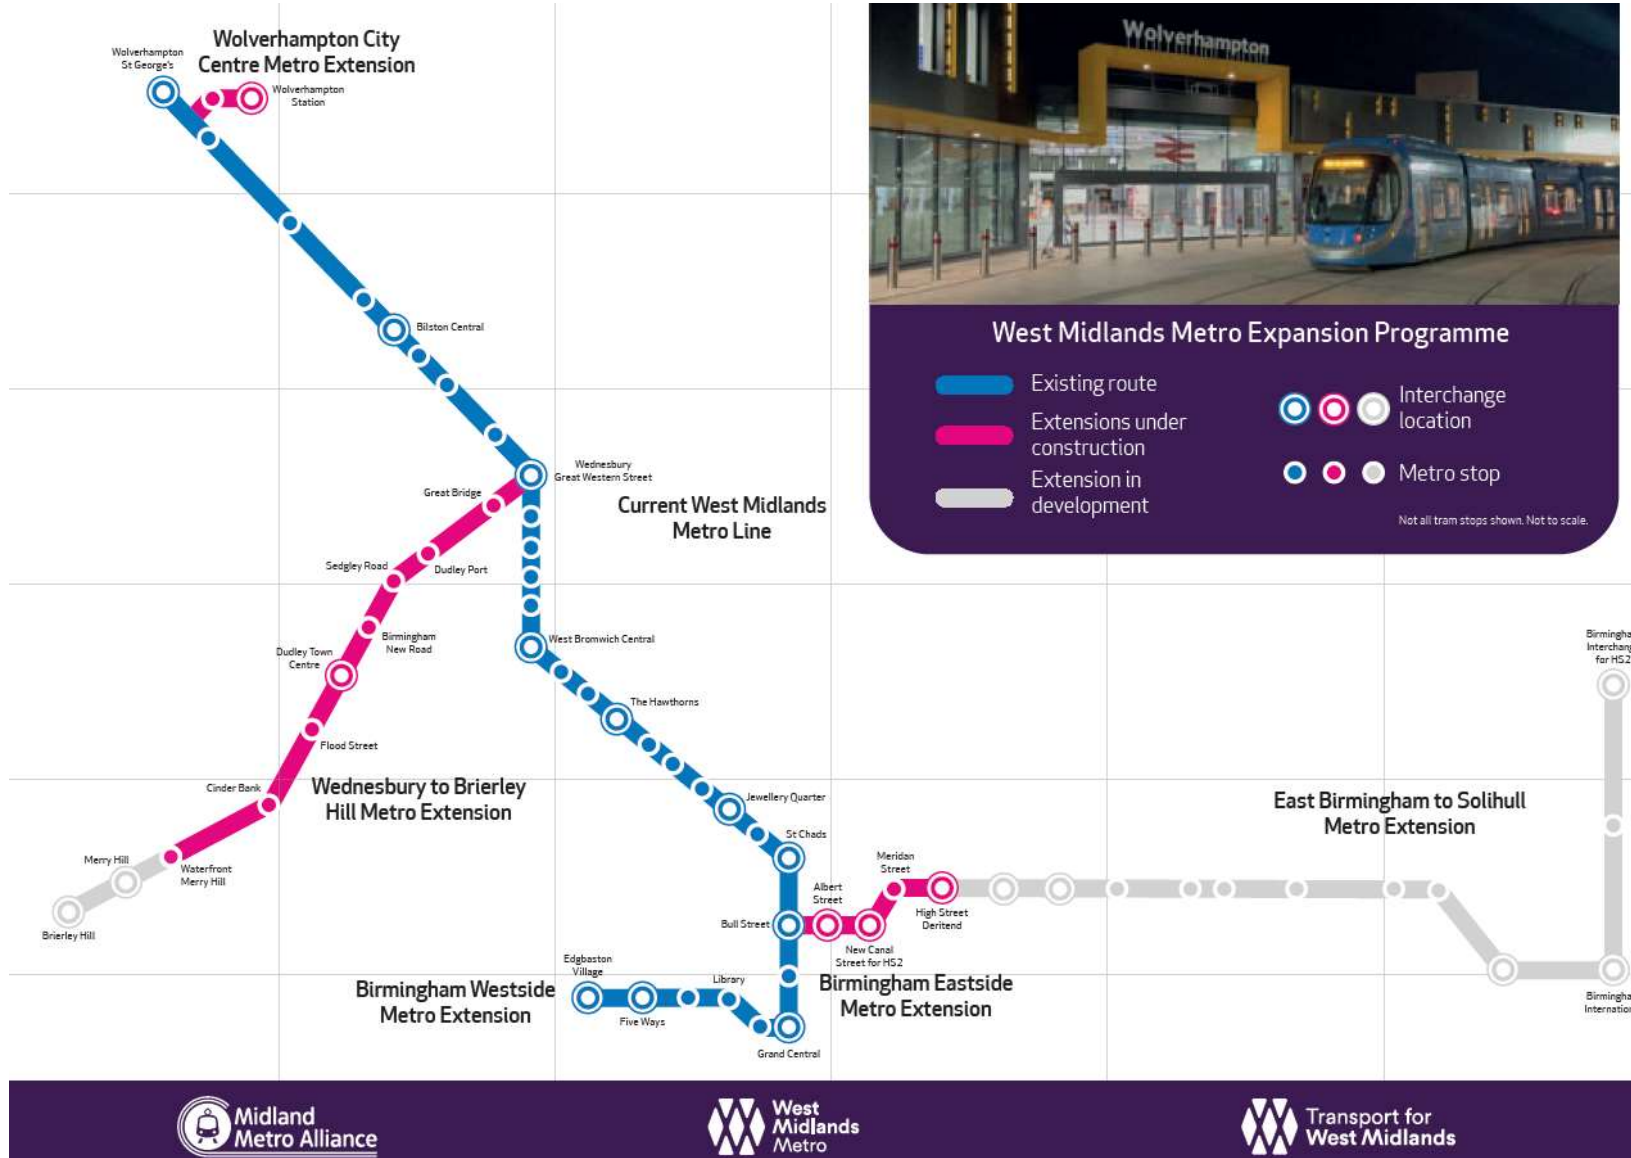 Wolverhampton City
Centre Metro Extension
Wolverhampton
St George's
Wolverhampton
Station
Bilston Central
Wednesbury
Great Western Street
Great Bridge
Current West Midlands
Metro Line
Sedgley Road
Dudley Port
Birmingham
New Road
Dudley Town
Centre
West Bromwich Central
The Hawthorns
Flood Street
Cinder Bank
Wednesbury to Brierley
Hill Metro Extension
Jewellery Quarter
St Chads
Merry Hill
Waterfront
Merry Hill
Brierley Hill
Meridan
Street
Albert
Street
High Street
Deritend
Bull Street
New Canal
Street for HS2
Edgbaston
Village
Library
Birmingham Westside
Metro Extension
Five Ways
Birmingham Eastside
Metro Extension
Grand Central
East Birmingham to Solihull
Metro Extension
Birmingha
Interchang
for HS2
Birmingha
Internation
Wolverhampton
West Midlands Metro Expansion Programme
Existing route
Extensions under
construction
Extension in
development
Interchange
location
Metro stop
Not all tram stops shown. Not to scale.
Midland
Metro Alliance
West
Midlands
Metro
Transport for
West Midlands